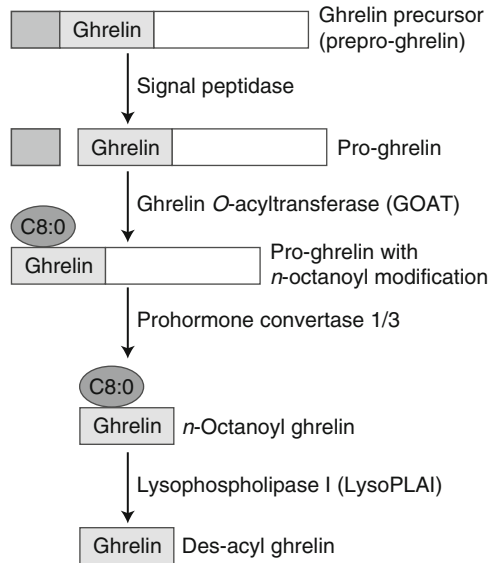 Ghrelin
Ghrelin precursor
(prepro-ghrelin)
Signal peptidase
Ghrelin
Pro-ghrelin
Ghrelin O-acyltransferase (GOAT)
C8:0
Ghrelin
Pro-ghrelin with
n-octanoyl modification
Prohormone convertase 1/3
C8:0
Ghrelin
n-Octanoyl ghrelin
Lysophospholipase I (LysoPLAI)
Ghrelin
Des-acyl ghrelin